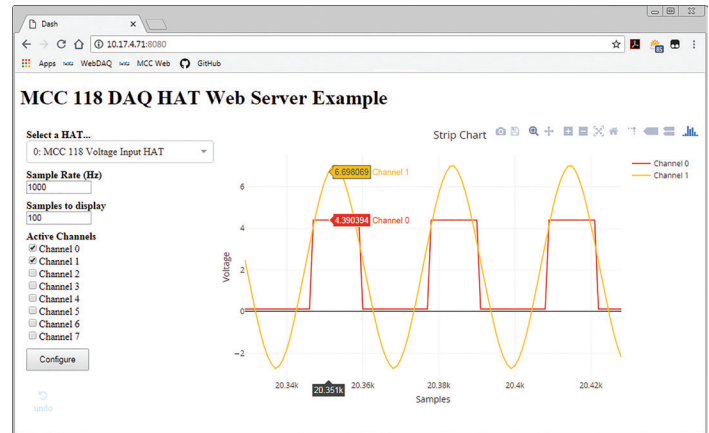 Dash
10.17.4.71:8080
65
Apps WebDAQ MCC Web GitHub
MCC 118 DAQ HAT Web Server Example
Select a HAT...
0: MCC 118 Voltage Input HAT
Sample Rate (Hz)
1000
Samples to display
100
Active Channels
Channel 0
Channel 1
Channel 2
Channel 3
Channel 4
Channel 5
Channel 6
Channel 7
Configure
undo
Strip Chart
Channel 0
Channel 1
6.698069 Channel 1
4.390394 Channel 0
Voltage
6
4
2
0
−2
20.34k 20.36k 20.38k 20.4k 20.42k
20.351k
Samples